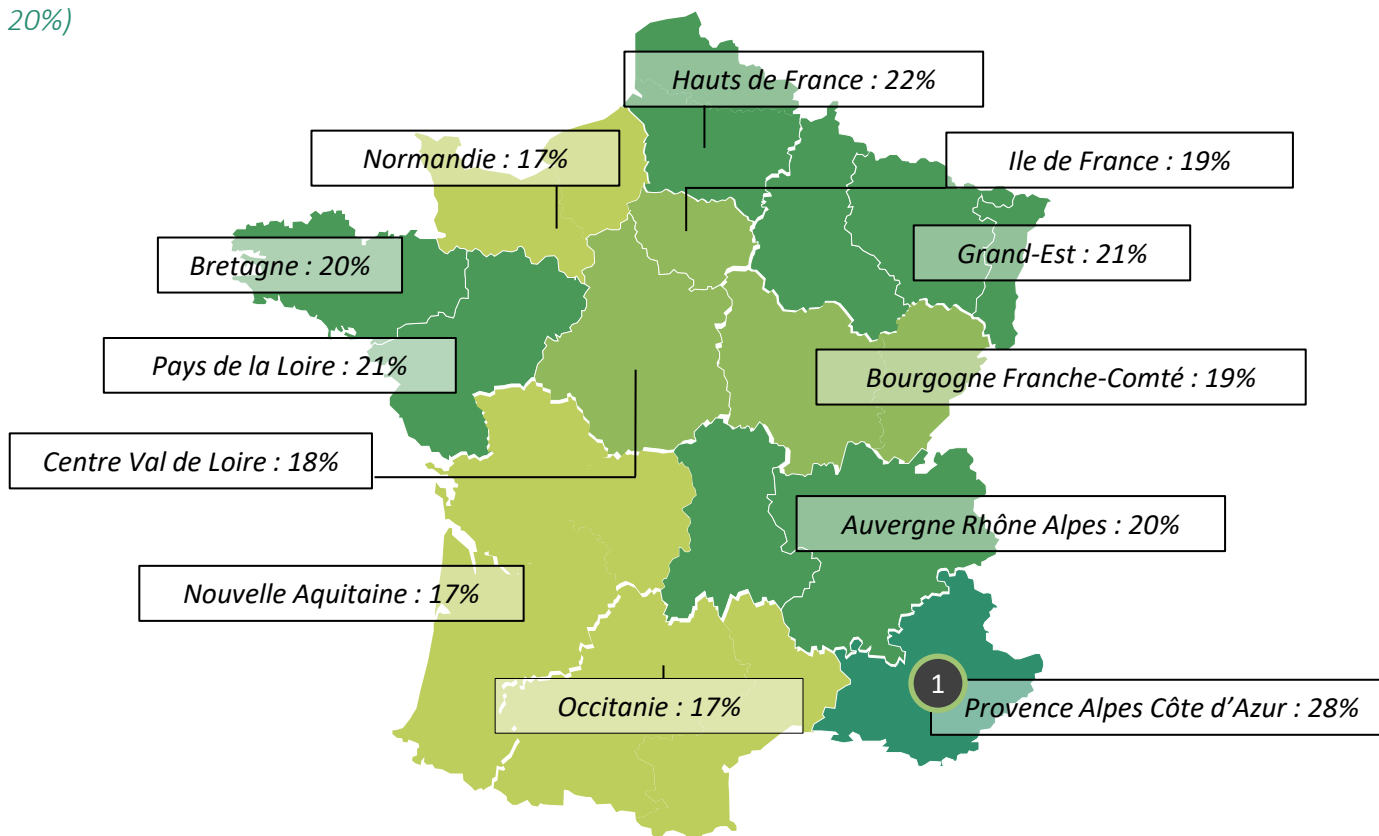 20%)
Hauts de France : 22%
Normandie : 17%
Ile de France : 19%
Bretagne : 20%
Grand-Est : 21%
Pays de la Loire : 21%
Bourgogne Franche-Comté : 19%
Centre Val de Loire : 18%
Auvergne Rhône Alpes : 20%
Nouvelle Aquitaine : 17%
1
Occitanie : 17%
Provence Alpes Côte d’Azur : 28%